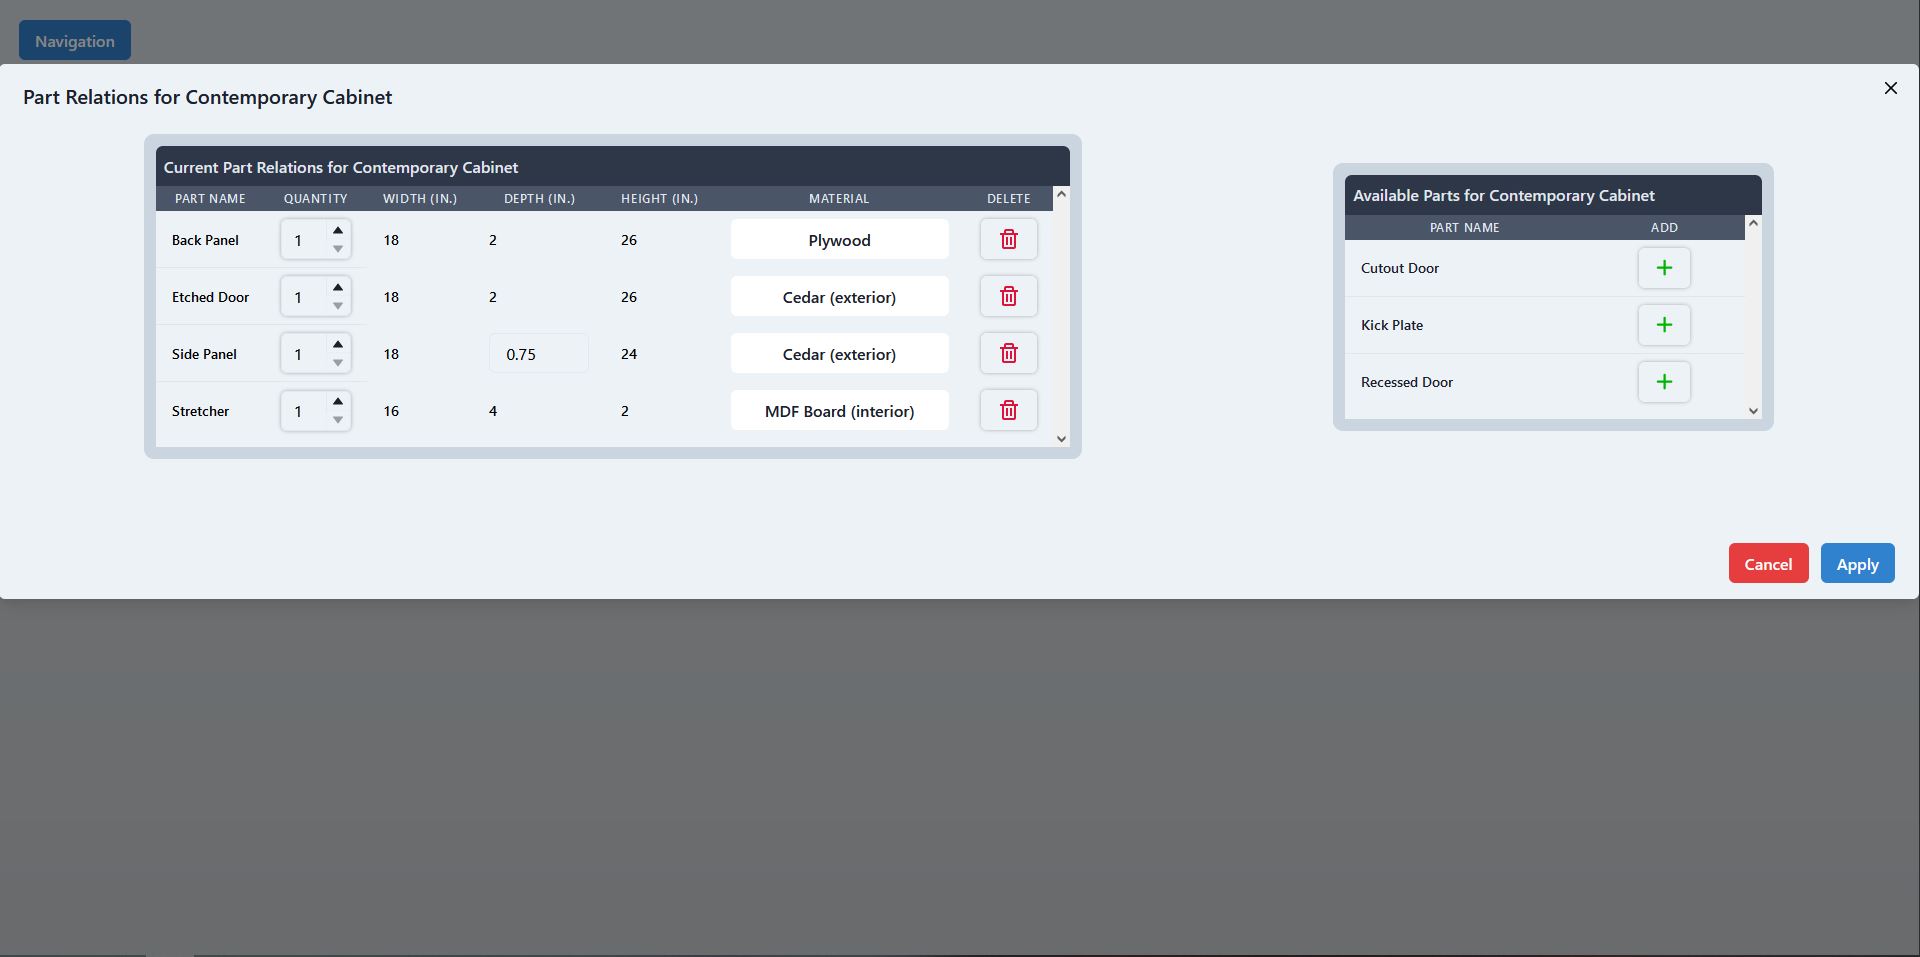 Navigation
Part Relations for Contemporary Cabinet
Current Part Relations for Contemporary Cabinet
PART NAME QUANTITY WIDTH (IN.) DEPTH (IN.) HEIGHT (IN.) MATERIAL DELETE
Back Panel 1 18 2 26 Plywood
Etched Door 1 18 2 26 Cedar (exterior)
Side Panel 1 18 0.75 24 Cedar (exterior)
Stretcher 1 16 4 2 MDF Board (interior)
Available Parts for Contemporary Cabinet
PART NAME ADD
Cutout Door
Kick Plate
Recessed Door
Cancel Apply